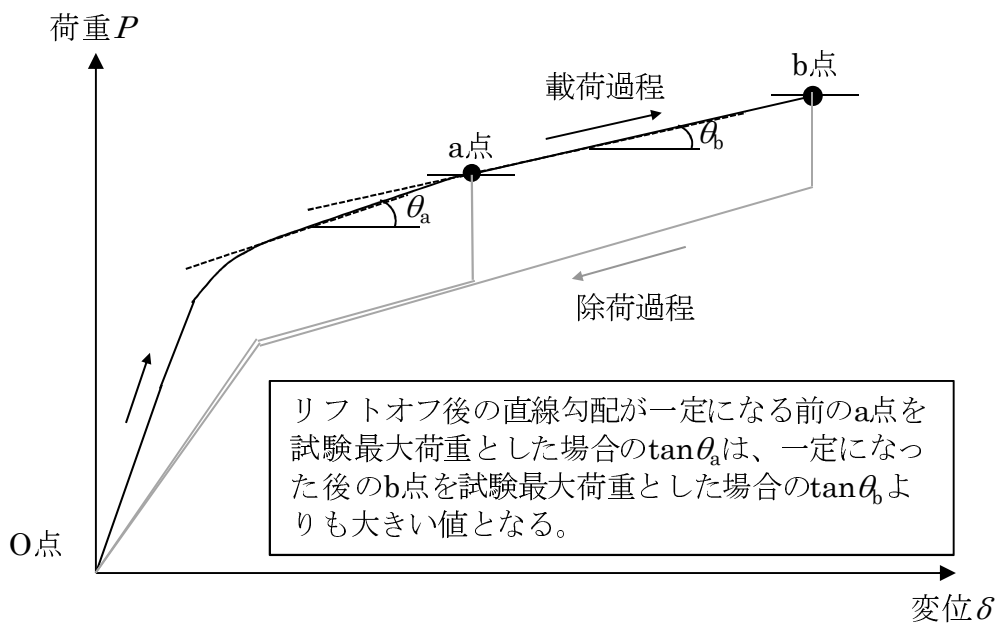 荷重P
b点
載荷過程
θb
a点
θa
除荷過程
リフトオフ後の直線勾配が一定になる前のa点を
試験最大荷重とした場合のtanθaは、一定になっ
た後のb点を試験最大荷重とした場合のtanθbよ
りも大きい値となる。
O点
変位δ